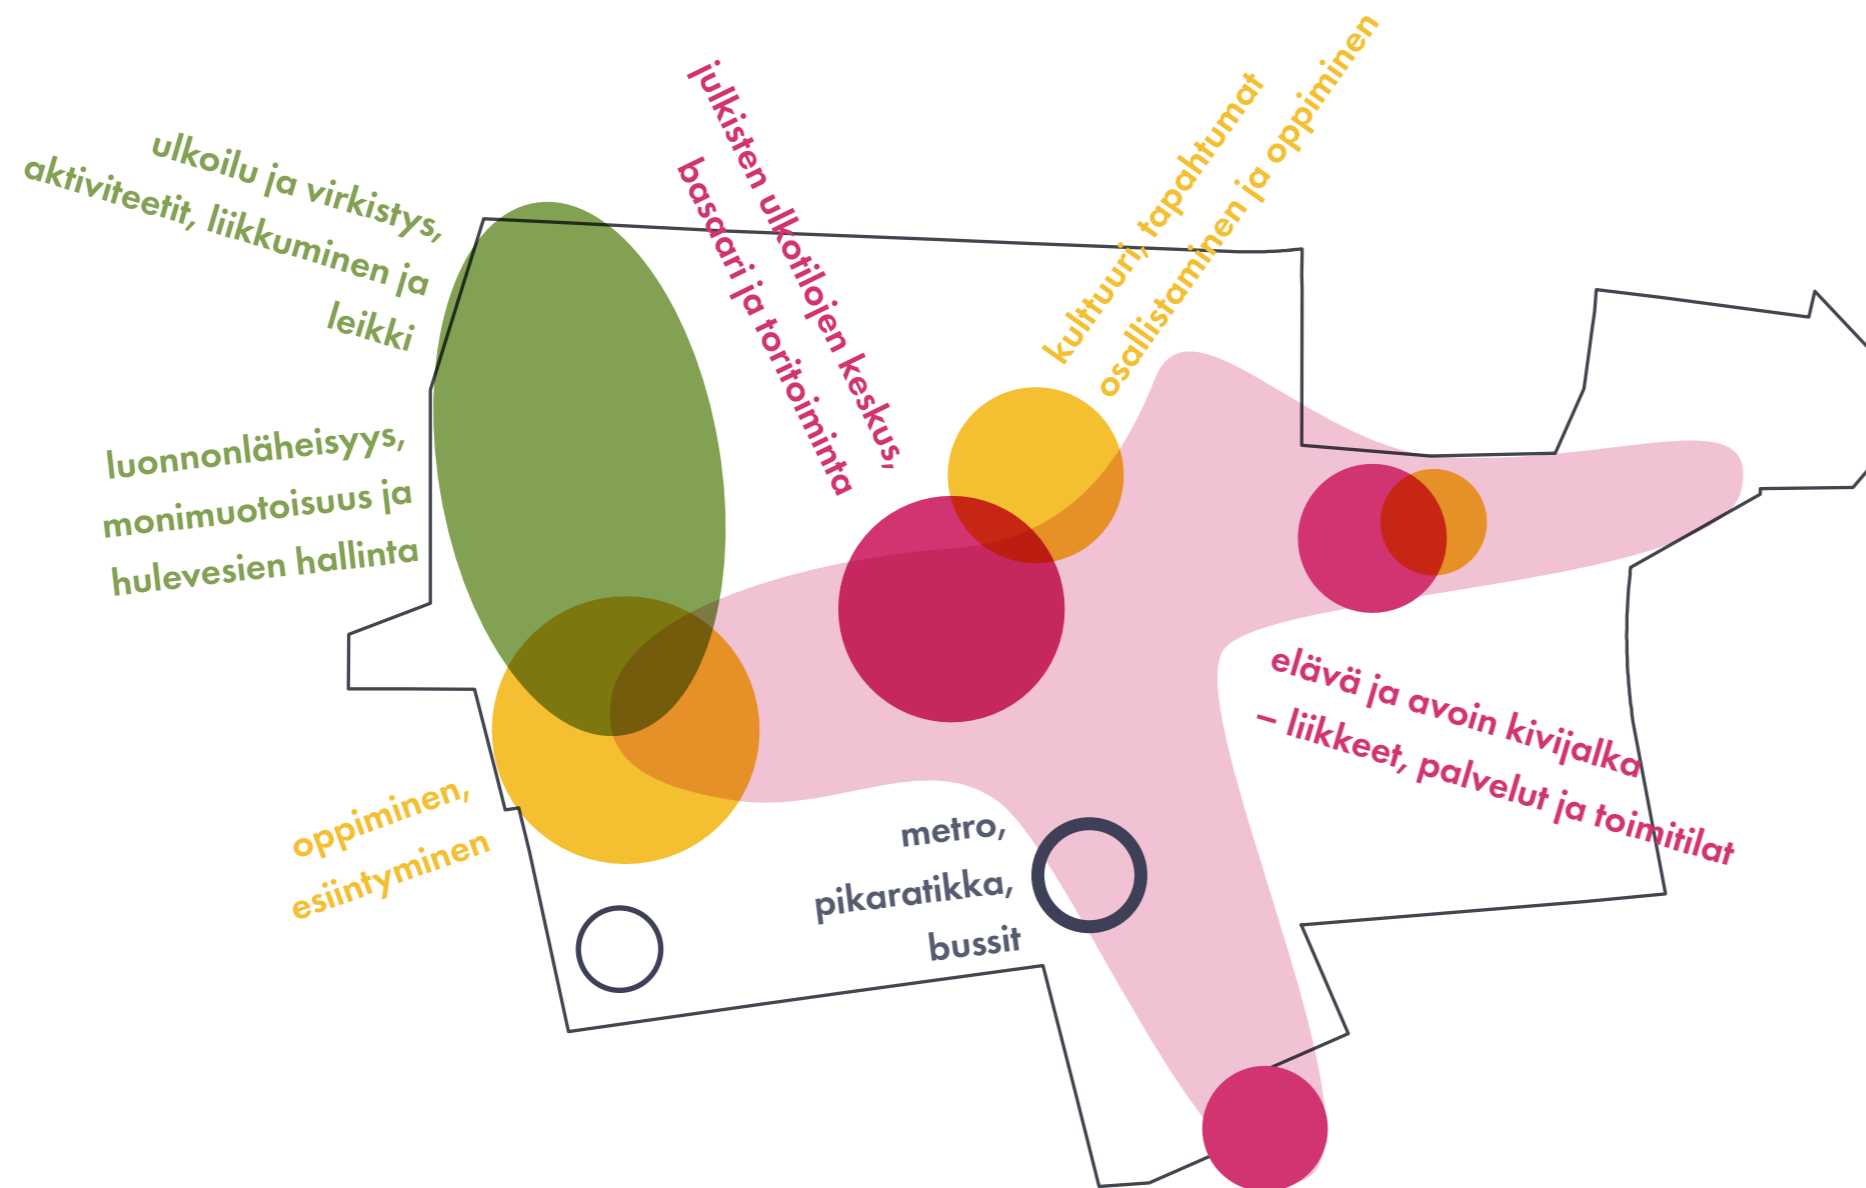 ulkoilu ja virkistys,
aktiviteetit, liikkuminen ja
leikki
julkisten ulkotilojen keskus,
basaari ja toritoiminta
kulttuuri, tapahtumat
osallistaminen ja oppiminen
luonnonläheisyys,
monimuotoisuus ja
hulevesien hallinta
elävä ja avoin kivijalka
– liikkeet, palvelut ja toimitilat
oppiminen,
esiintyminen
metro,
pikaratikka,
bussit